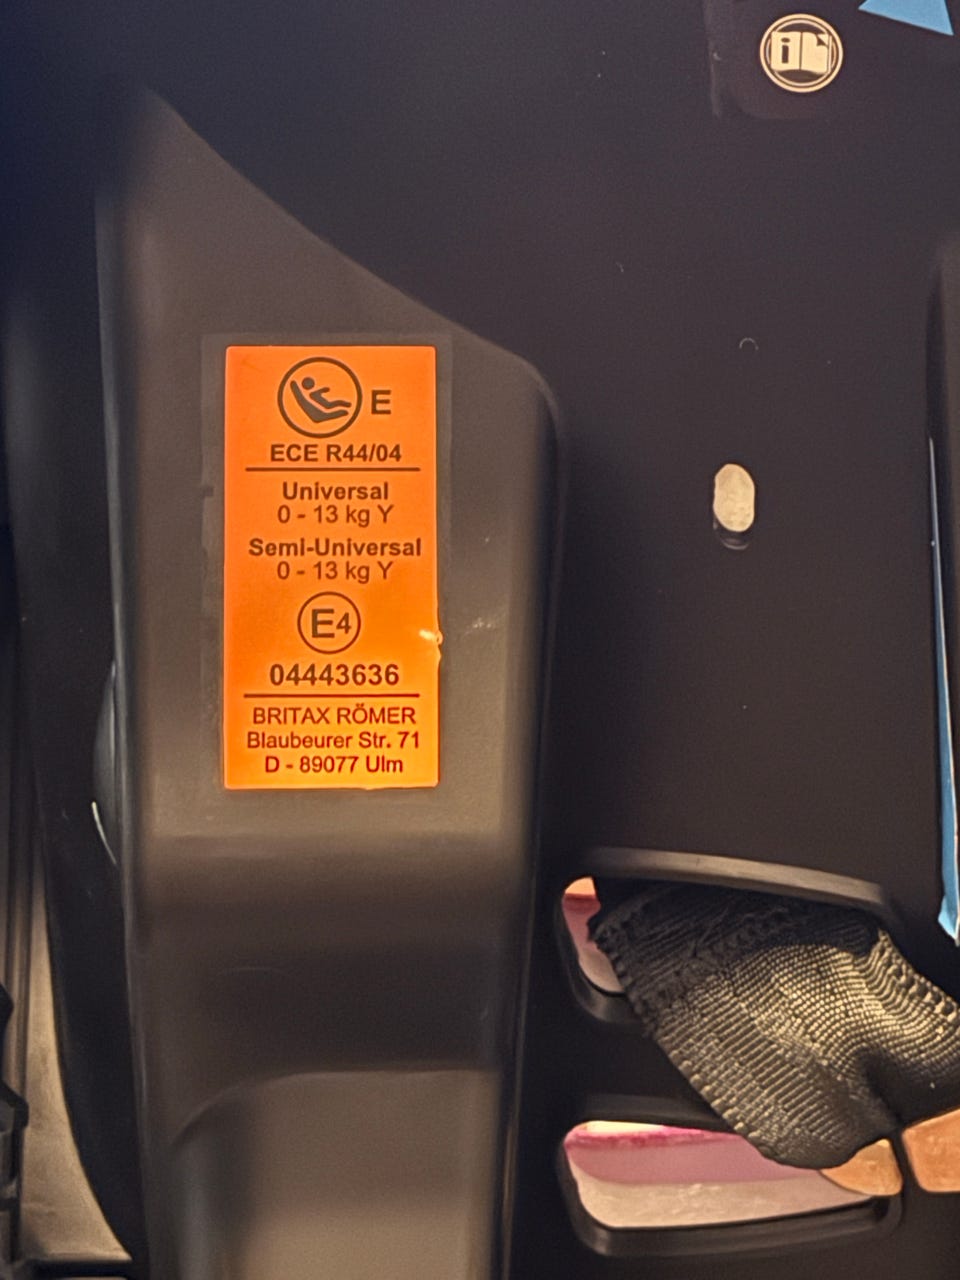 E
ECE R44/04
Universal
0 - 13 kg Y
Semi-Universal
0 - 13 kg Y
E4
04443636
BRITAX RÖMER
Blaubeurer Str. 71
D - 89077 Ulm